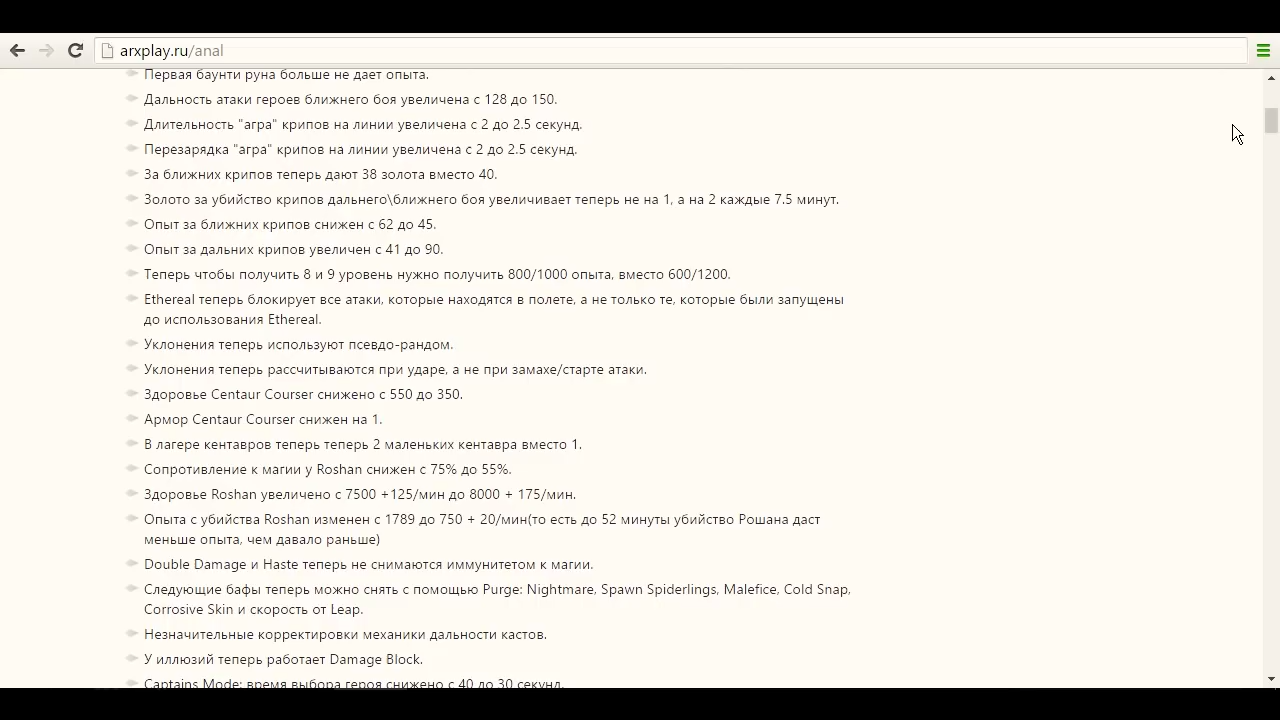 arxplay.ru/anal
Первая баунти руна больше не дает опыта.
Дальность атаки героев ближнего боя увеличена с 128 до 150.
Длительность "агра" крипов на линии увеличена с 2 до 2.5 секунд.
Перезарядка "агра" крипов на линии увеличена с 2 до 2.5 секунд.
За ближних крипов теперь дают 38 золота вместо 40.
Золото за убийство крипов дальнего\ближнего боя увеличивает теперь не на 1, а на 2 каждые 7.5 минут.
Опыт за ближних крипов снижен с 62 до 45.
Опыт за дальних крипов увеличен с 41 до 90.
Теперь чтобы получить 8 и 9 уровень нужно получить 800/1000 опыта, вместо 600/1200.
Ethereal теперь блокирует все атаки, которые находятся в полете, а не только те, которые были запущены
до использования Ethereal.
Уклонения теперь используют псевдо-рандом.
Уклонения теперь рассчитываются при ударе, а не при замахе/старте атаки.
Здоровье Centaur Courser снижено с 550 до 350.
Армор Centaur Courser снижен на 1.
В лагере кентавров теперь теперь 2 маленьких кентавра вместо 1.
Сопротивление к магии у Roshan снижен с 75% до 55%.
Здоровье Roshan увеличено с 7500 +125/мин до 8000 + 175/мин.
Опыта с убийства Roshan изменен с 1789 до 750 + 20/мин(то есть до 52 минуты убийство Рошана даст
меньше опыта, чем давало раньше)
Double Damage и Haste теперь не снимаются иммунитетом к магии.
Следующие бафы теперь можно снять с помощью Purge: Nightmare, Spawn Spiderlings, Malefice, Cold Snap,
Corrosive Skin и скорость от Leap.
Незначительные корректировки механики дальности кастов.
У иллюзий теперь работает Damage Block.
Captains Mode: время выбора героя снижено с 40 до 30 секунд.